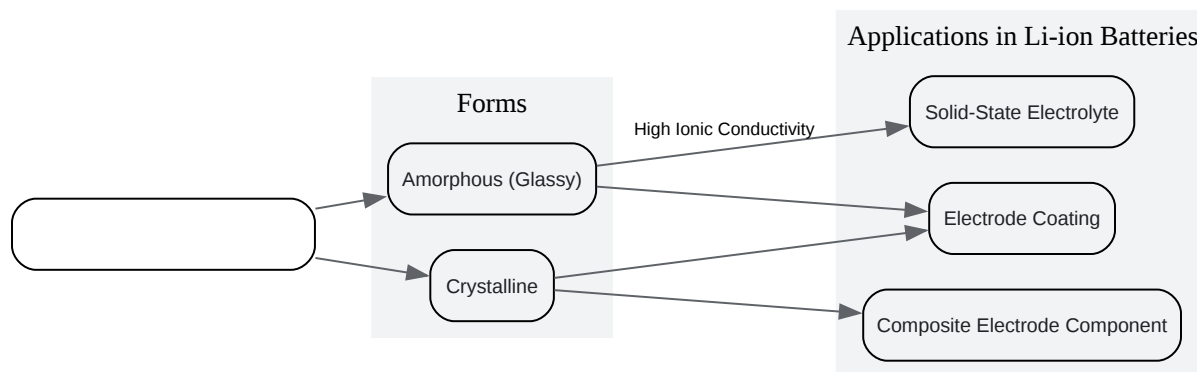 Applications in Li-ion Batteries
Forms
Solid-State Electrolyte
High Ionic Conductivity
Amorphous (Glassy)
Electrode Coating
Crystalline
Composite Electrode Component